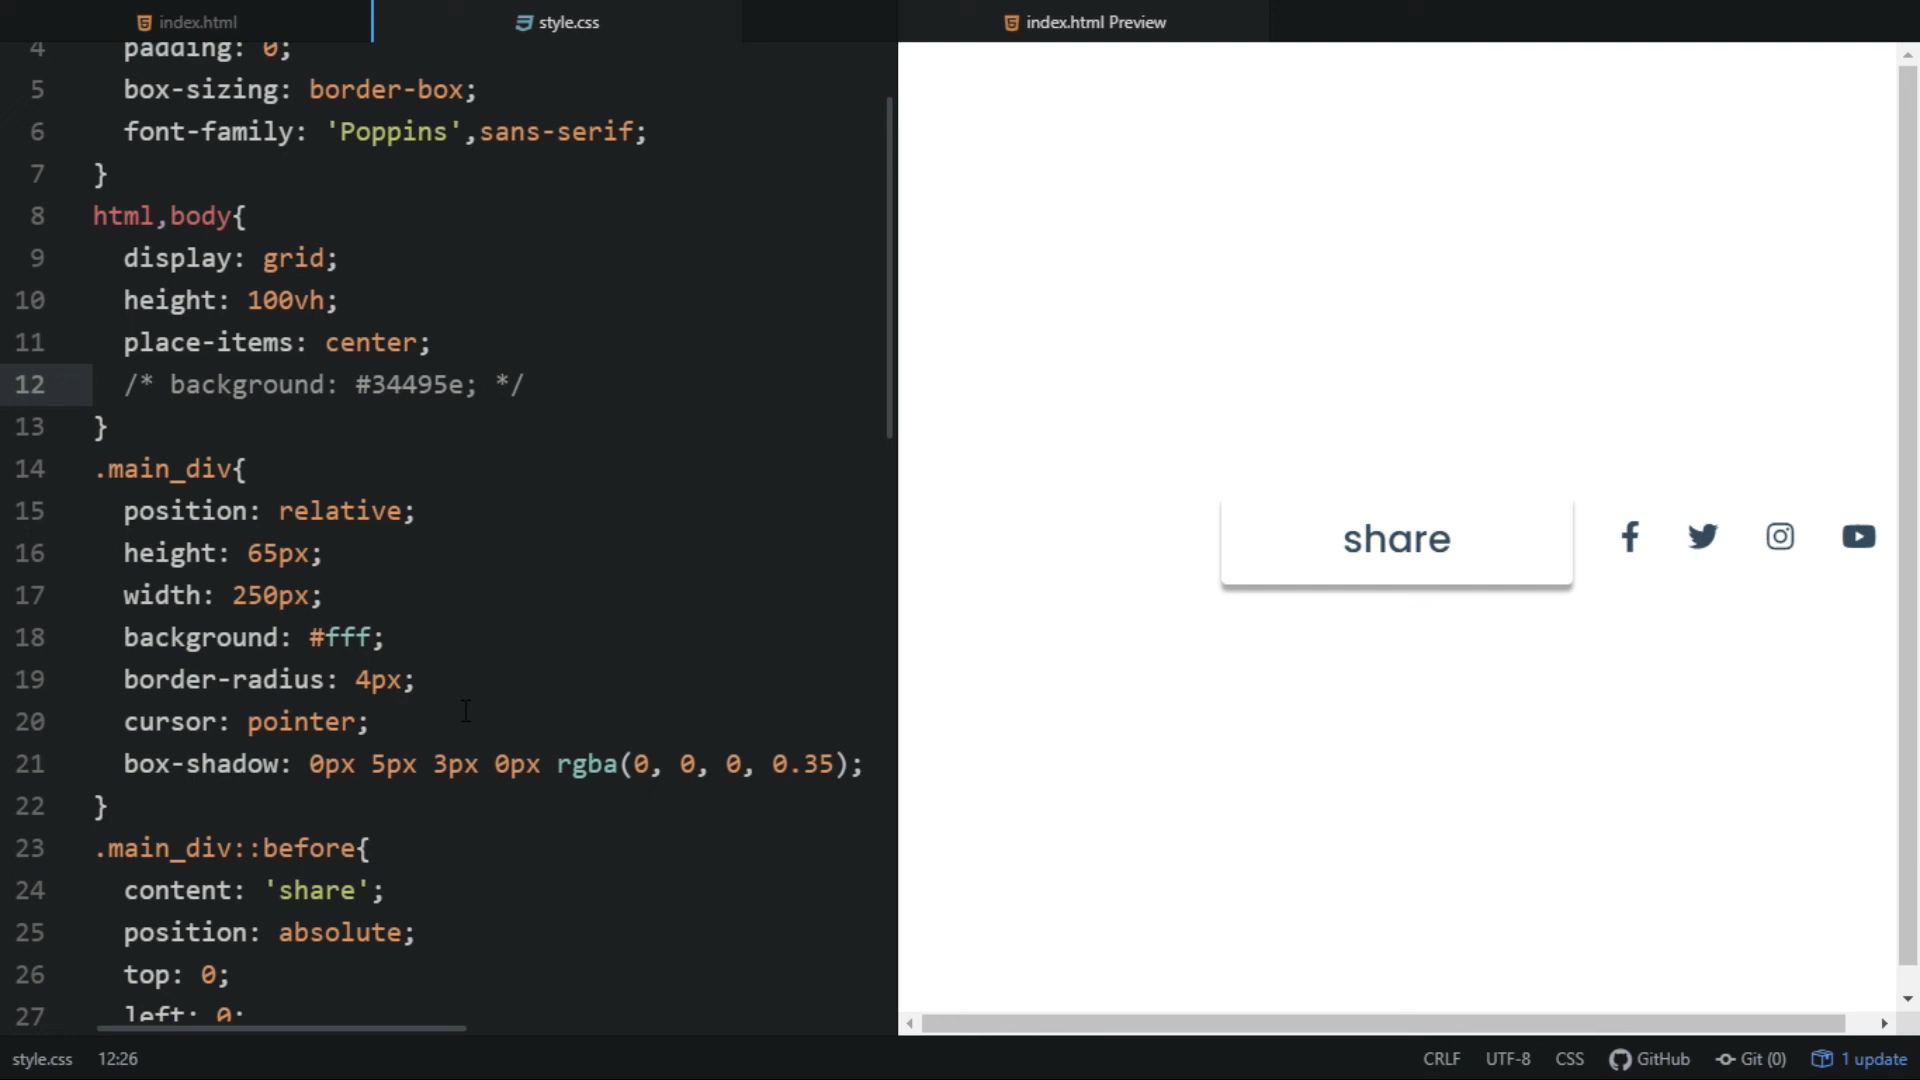 index.html
style.css
index.html Preview
4 padding: 0;
5 box-sizing: border-box;
6 font-family: 'Poppins',sans-serif;
7 }
8 html,body{
9 display: grid;
10 height: 100vh;
11 place-items: center;
12 /* background: #34495e; */
13 }
14 .main_div{
15 position: relative;
16 height: 65px;
17 width: 250px;
18 background: #fff;
19 border-radius: 4px;
20 cursor: pointer;
21 box-shadow: 0px 5px 3px 0px rgba(0, 0, 0, 0.35);
22 }
23 .main_div::before{
24 content: 'share';
25 position: absolute;
26 top: 0;
27 left: 0;
share
style.css 12:26
CRLF UTF-8 CSS GitHub Git (0) 1 update